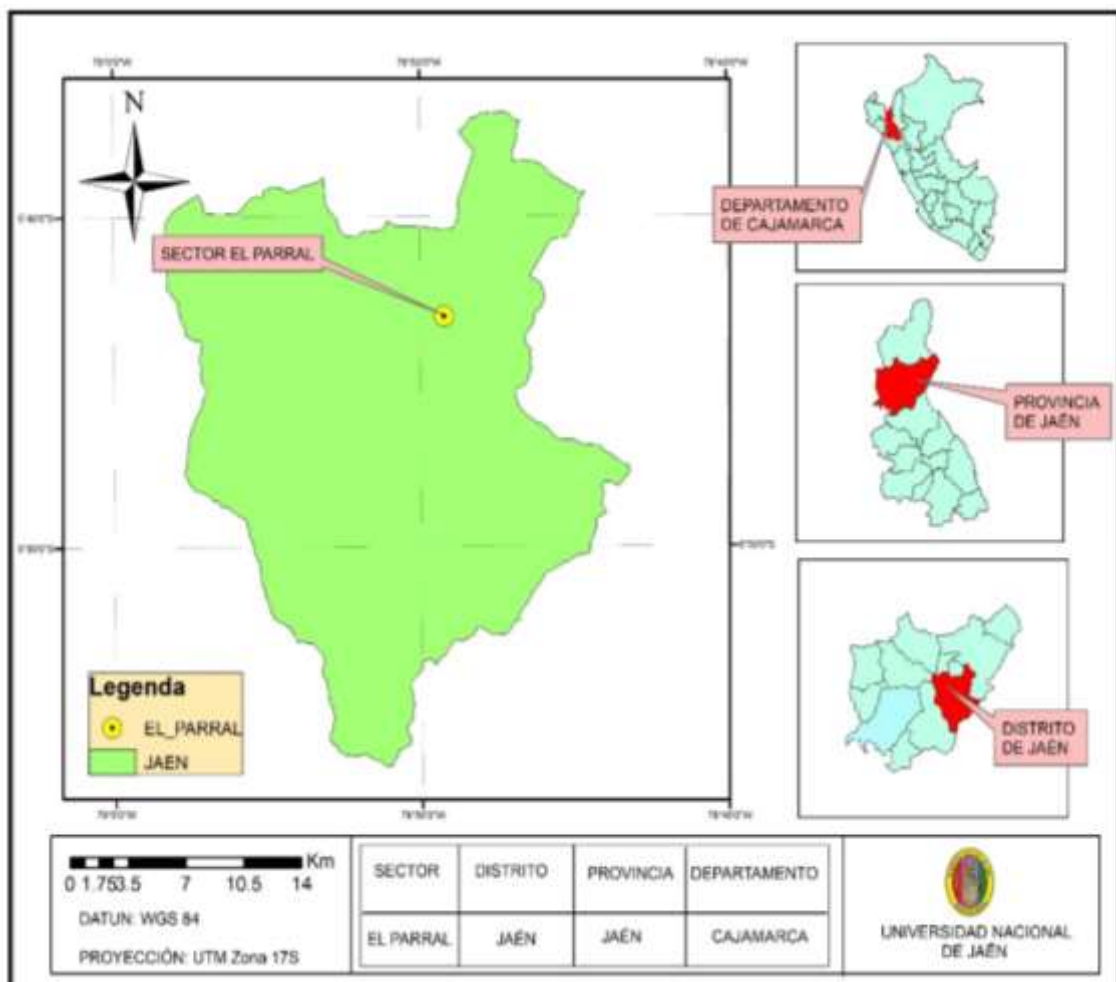 N
SECTOR EL PARRAL
Legenda
EL_PARRAL
JAEN
DEPARTAMENTO
DE CAJAMARCA
PROVINCIA
DE JAÉN
DISTRITO
DE JAÉN
Km
0 1.753.5 7 10.5 14
DATUN: WGS 84
PROYECCIÓN: UTM Zona 17S
SECTOR DISTRITO PROVINCIA DEPARTAMENTO
EL PARRAL JAÉN JAÉN CAJAMARCA
UNIVERSIDAD NACIONAL
DE JAÉN